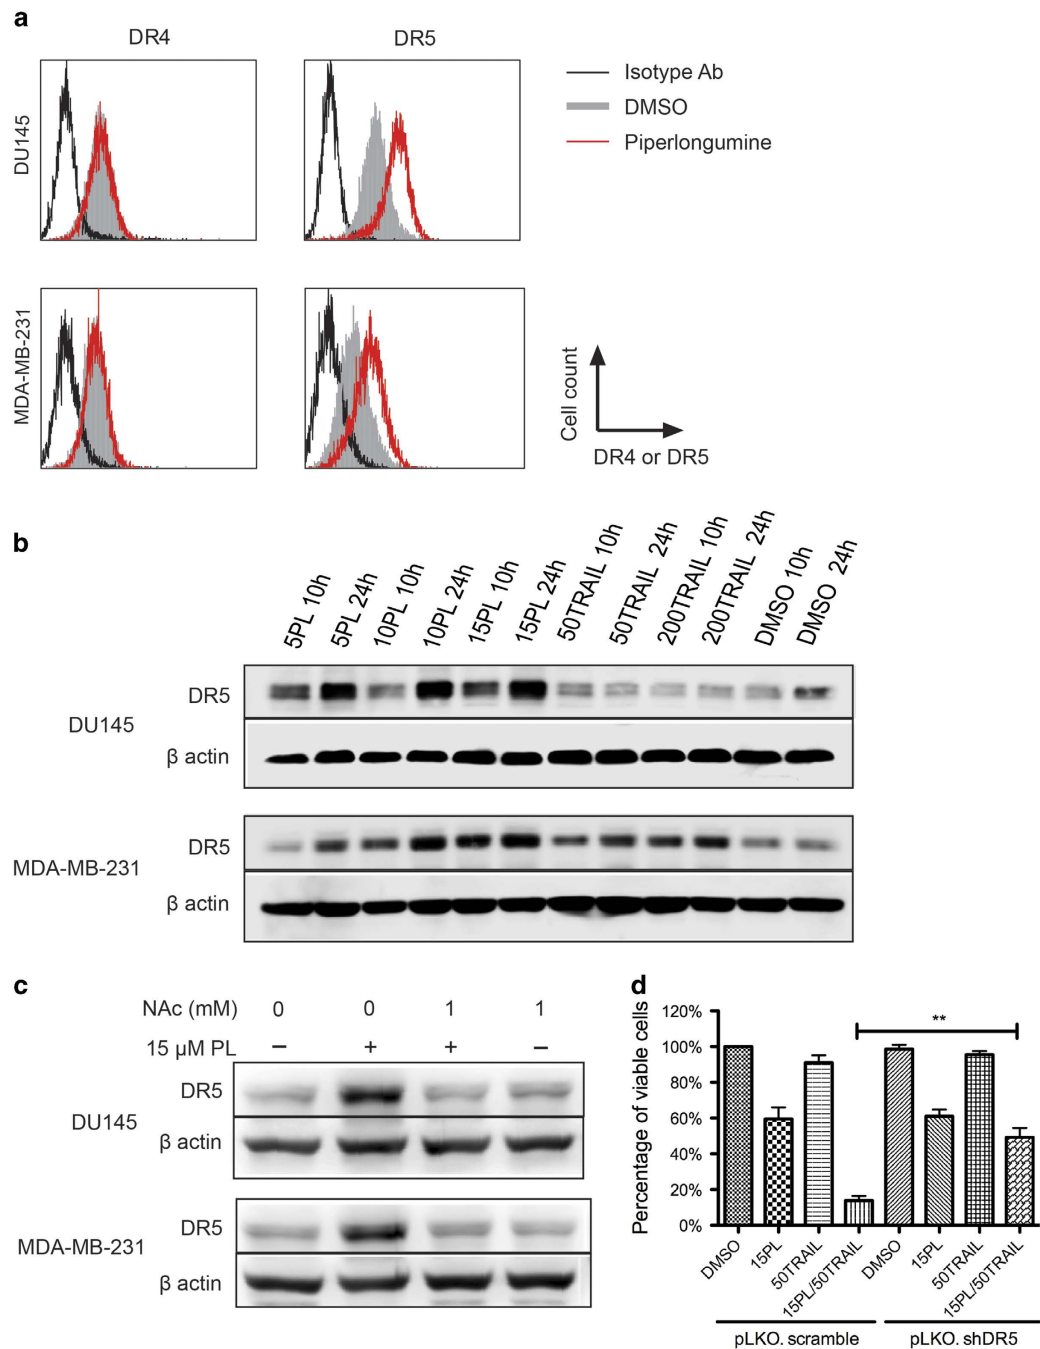 a
DR4 DR5
Isotype Ab
DMSO
Piperlongumine
DU145
MDA-MB-231
Cell count
DR4 or DR5
b
5PL 10h 5PL 24h 10PL 10h 10PL 24h 15PL 10h 15PL 24h 50TRAIL 10h 50TRAIL 24h 200TRAIL 10h 200TRAIL 24h DMSO 10h DMSO 24h
DR5
DU145
β actin
DR5
MDA-MB-231
β actin
c
NAc (mM) 0 0 1 1
15 µM PL − + + −
DR5
DU145
β actin
DR5
MDA-MB-231
β actin
d
Percentage of viable cells
120%
100%
80%
60%
40%
20%
0%
**
DMSO 15PL 50TRAIL 15PL/50TRAIL DMSO 15PL 50TRAIL 15PL/50TRAIL
pLKO. scramble pLKO. shDR5